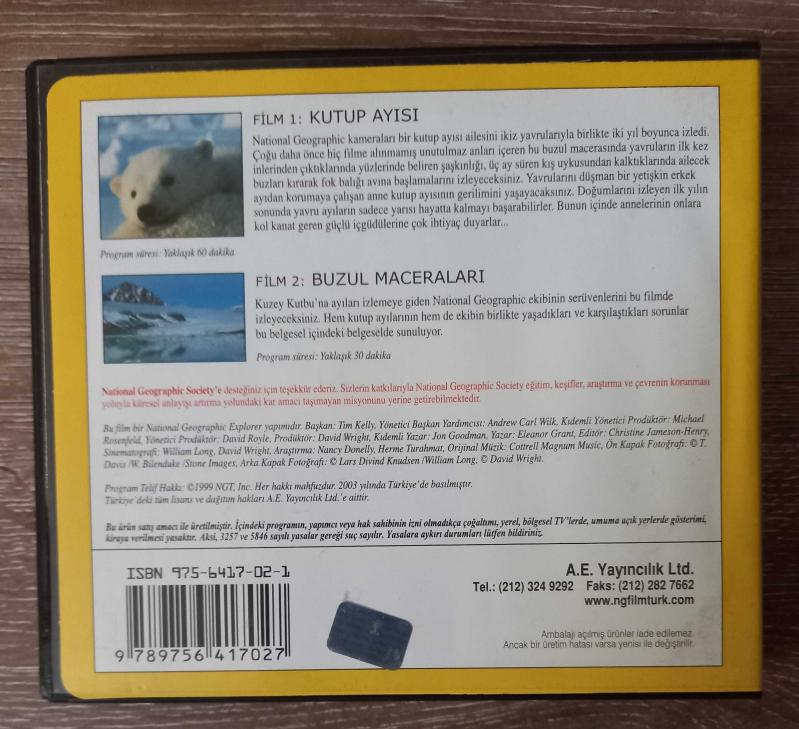 FİLM 1: KUTUP AYISI
National Geographic kameraları bir kutup ayısı ailesini ikiz yavrularıyla birlikte iki yıl boyunca izledi.
Çoğu daha önce hiç filme alınmamış unutulmaz anları içeren bu buzul macerasında yavruların ilk kez
inlerinden çıktıklarında yüzlerinde beliren şaşkınlığı, üç ay süren kış uykusundan kalktıklarında ailecek
buzları kırarak fok balığı avına başlamalarını izleyeceksiniz. Yavrularını düşman bir yetişkin erkek
ayıdan korumaya çalışan anne kutup ayısının gerilimini yaşayacaksınız. Doğumlarını izleyen ilk yılın
sonunda yavru ayıların sadece yarısı hayatta kalmayı başarabilirler. Bunun içinde annelerinin onlara
kol kanat geren güçlü içgüdülerine çok ihtiyaç duyarlar...
Program süresi: Yaklaşık 60 dakika
FİLM 2: BUZUL MACERALARI
Kuzey Kutbu'na ayıları izlemeye giden National Geographic ekibinin serüvenlerini bu filmde
izleyeceksiniz. Hem kutup ayılarının hem de ekibin birlikte yaşadıkları ve karşılaştıkları sorunlar
bu belgesel içindeki belgeselde sunuluyor.
Program süresi: Yaklaşık 30 dakika
National Geographic Society'e desteğiniz için teşekkür ederiz. Sizlerin katkılarıyla National Geographic Society eğitim, keşifler, araştırma ve çevrenin korunması
yoluyla küresel anlayışı artırma yolundaki kar amacı taşımayan misyonunu yerine getirebilmektedir.
Bu film bir National Geographic Explorer yapımıdır. Başkan: Tim Kelly, Yönetici Başkan Yardımcısı: Andrew Carl Wilk, Kıdemli Yönetici Prodüktör: Michael
Rosenfeld, Yönetici Prodüktör: David Royle, Prodüktör: David Wright, Kıdemli Yazar: Jon Goodman, Yazar: Eleanor Grant, Editör: Christine Jameson-Henry,
Sinematografi: William Long, David Wright, Araştırma: Nancy Donelly, Herme Turahmat, Orijinal Müzik: Cottrell Magnum Music, Ön Kapak Fotoğrafı: © T.
Davis /W. Bilenduke /Stone Images, Arka Kapak Fotoğrafı: © Lars Divind Knudsen /William Long, © David Wright.
Program Telif Hakkı: ©1999 NGT, Inc. Her hakkı mahfuzdur. 2003 yılında Türkiye'de basılmıştır.
Türkiye'deki tüm lisans ve dağıtım hakları A.E. Yayıncılık Ltd.'e aittir.
Bu ürün satış amacı ile üretilmiştir. İçindeki programın, yapımcı veya hak sahibinin izni olmadıkça çoğaltımı, yerel, bölgesel TV'lerde, umuma açık yerlerde gösterimi,
kiraya verilmesi yasaktır. Aksi, 3257 ve 5846 sayılı yasalar gereği suç sayılır. Yasalara aykırı durumları lütfen bildiriniz.
ISBN 975-6417-02-1
9 789756 417027
A.E. Yayıncılık Ltd.
Tel.: (212) 324 9292 Faks: (212) 282 7662
www.ngfilmturk.com
Ambalajı açılmış ürünler iade edilemez.
Ancak bir üretim hatası varsa yenisi ile değiştirilir.